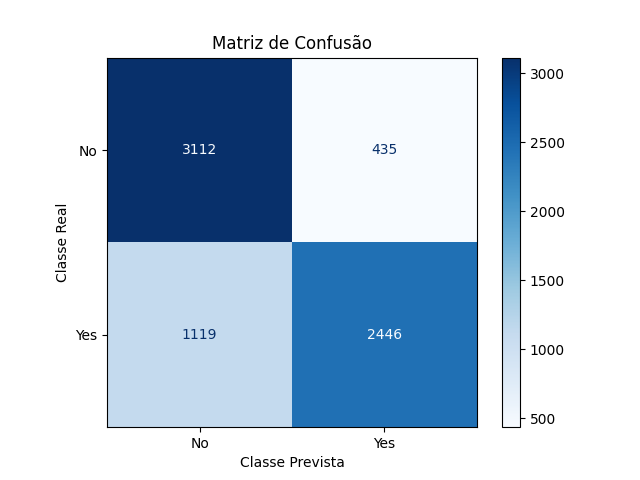 Matriz de Confusão
Classe Real
No
3112
435
Yes
1119
2446
No
Yes
Classe Prevista
3000
2500
2000
1500
1000
500